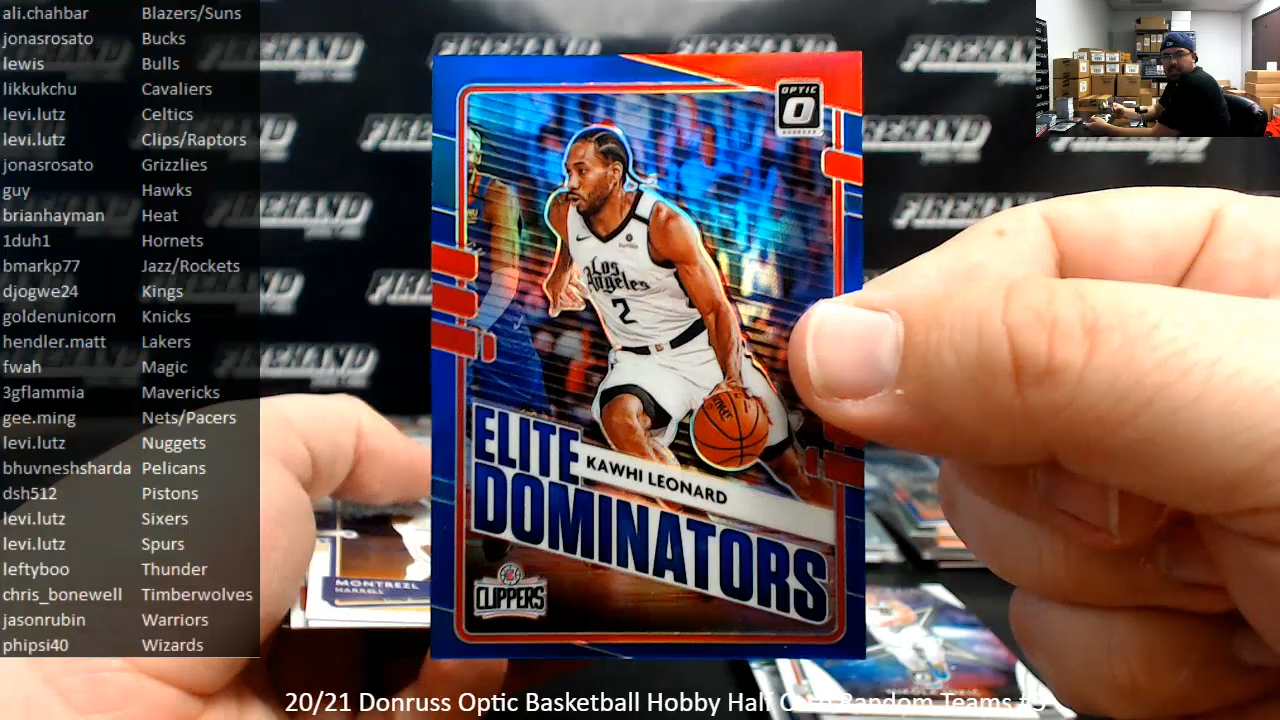 ali.chahbar Blazers/Suns
jonasrosato Bucks
lewis Bulls
likkukchu Cavaliers
levi.lutz Celtics
levi.lutz Clips/Raptors
jonasrosato Grizzlies
guy Hawks
brianhayman Heat
1duh1 Hornets
bmarkp77 Jazz/Rockets
djogwe24 Kings
goldenunicorn Knicks
hendler.matt Lakers
fwah Magic
3gflammia Mavericks
gee.ming Nets/Pacers
levi.lutz Nuggets
bhuvneshsharda Pelicans
dsh512 Pistons
levi.lutz Sixers
levi.lutz Spurs
leftyboo Thunder
chris_bonewell Timberwolves
jasonrubin Warriors
phipsi40 Wizards
FIREHAND
OPTIC
Los
Angeles
2
ELITE
KAWHI LEONARD
DOMINATORS
CLIPPERS
MONTREZL
HARRELL
20/21 Donruss Optic Basketball Hobby Half Random Teams